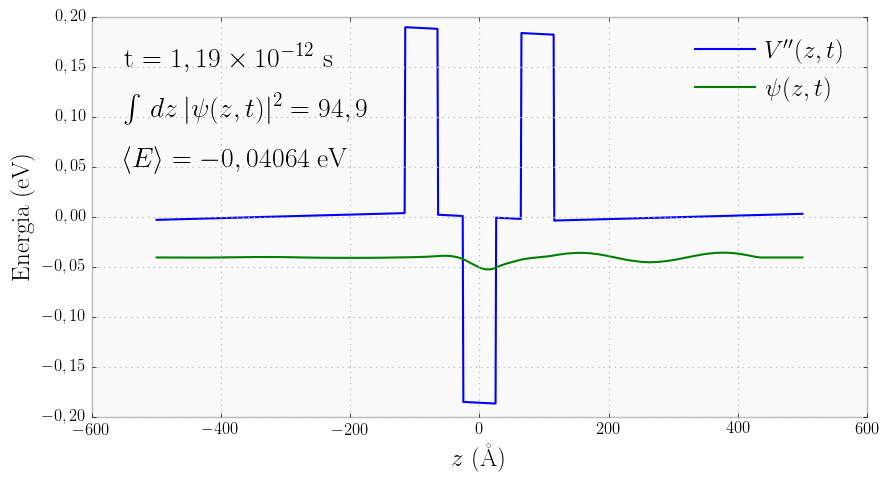 0,20
0,15
0,10
0,05
0,00
−0,05
−0,10
−0,15
−0,20
Energia (eV)
t = 1,19 × 10⁻¹² s
∫ dz |ψ(z, t)|² = 94,9
⟨E⟩ = −0,04064 eV
V″(z, t)
ψ(z, t)
−600 −400 −200 0 200 400 600
z (Å)